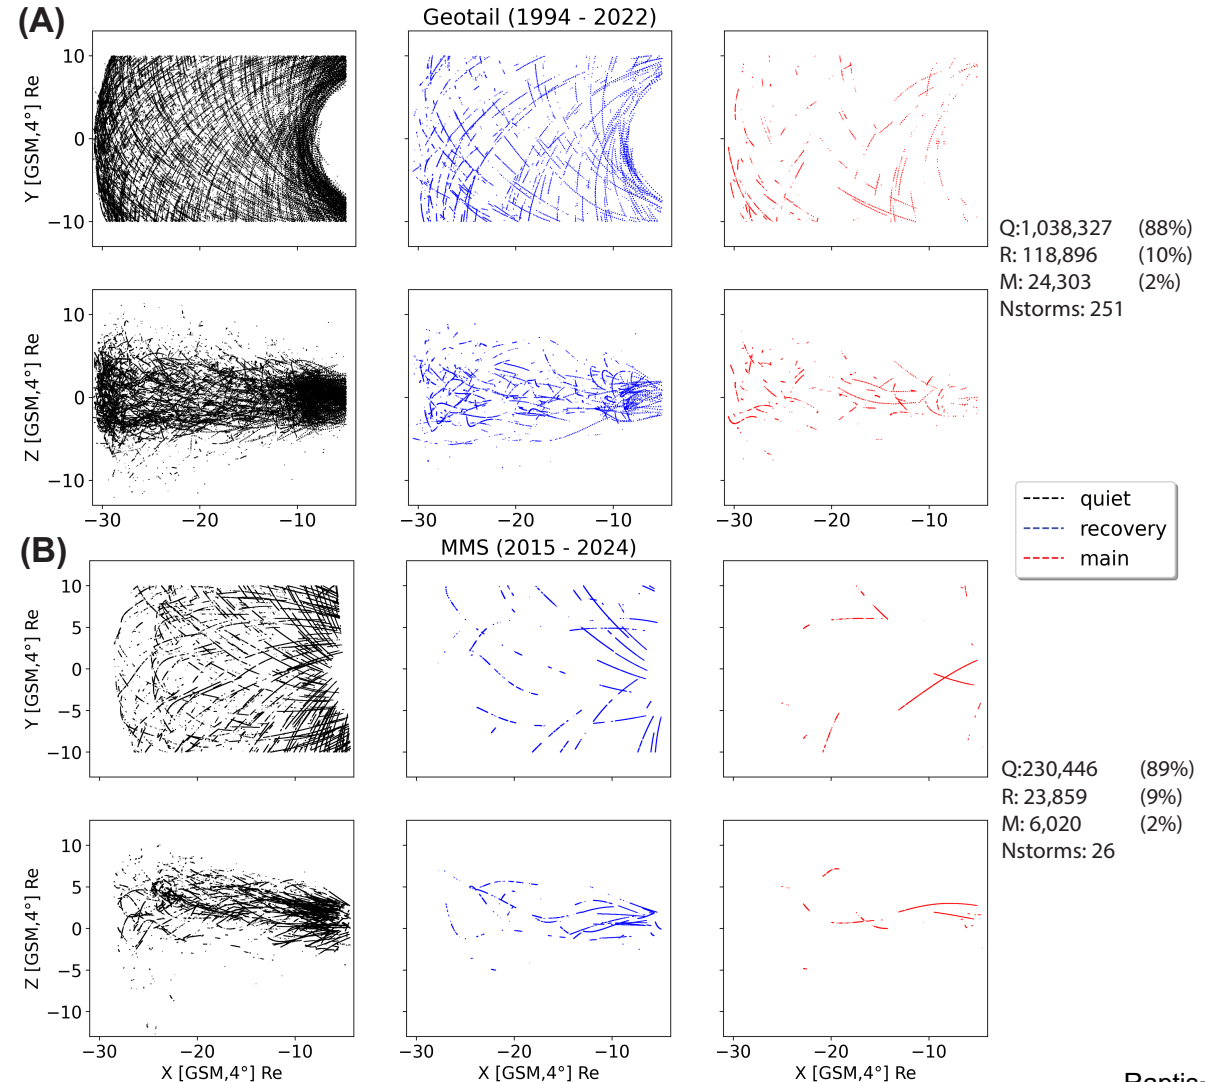 (A)
Geotail (1994 - 2022)
10
0
−10
Y [GSM,4°] Re
Q:1,038,327 (88%)
R: 118,896 (10%)
M: 24,303 (2%)
Nstorms: 251
10
0
−10
Z [GSM,4°] Re
−30 −20 −10 −30 −20 −10 −30 −20 −10
quiet
recovery
main
(B)
MMS (2015 - 2024)
10
5
0
−5
−10
Y [GSM,4°] Re
Q:230,446 (89%)
R: 23,859 (9%)
M: 6,020 (2%)
Nstorms: 26
10
5
0
−5
−10
Z [GSM,4°] Re
−30 −20 −10 −30 −20 −10 −30 −20 −10
X [GSM,4°] Re X [GSM,4°] Re X [GSM,4°] Re